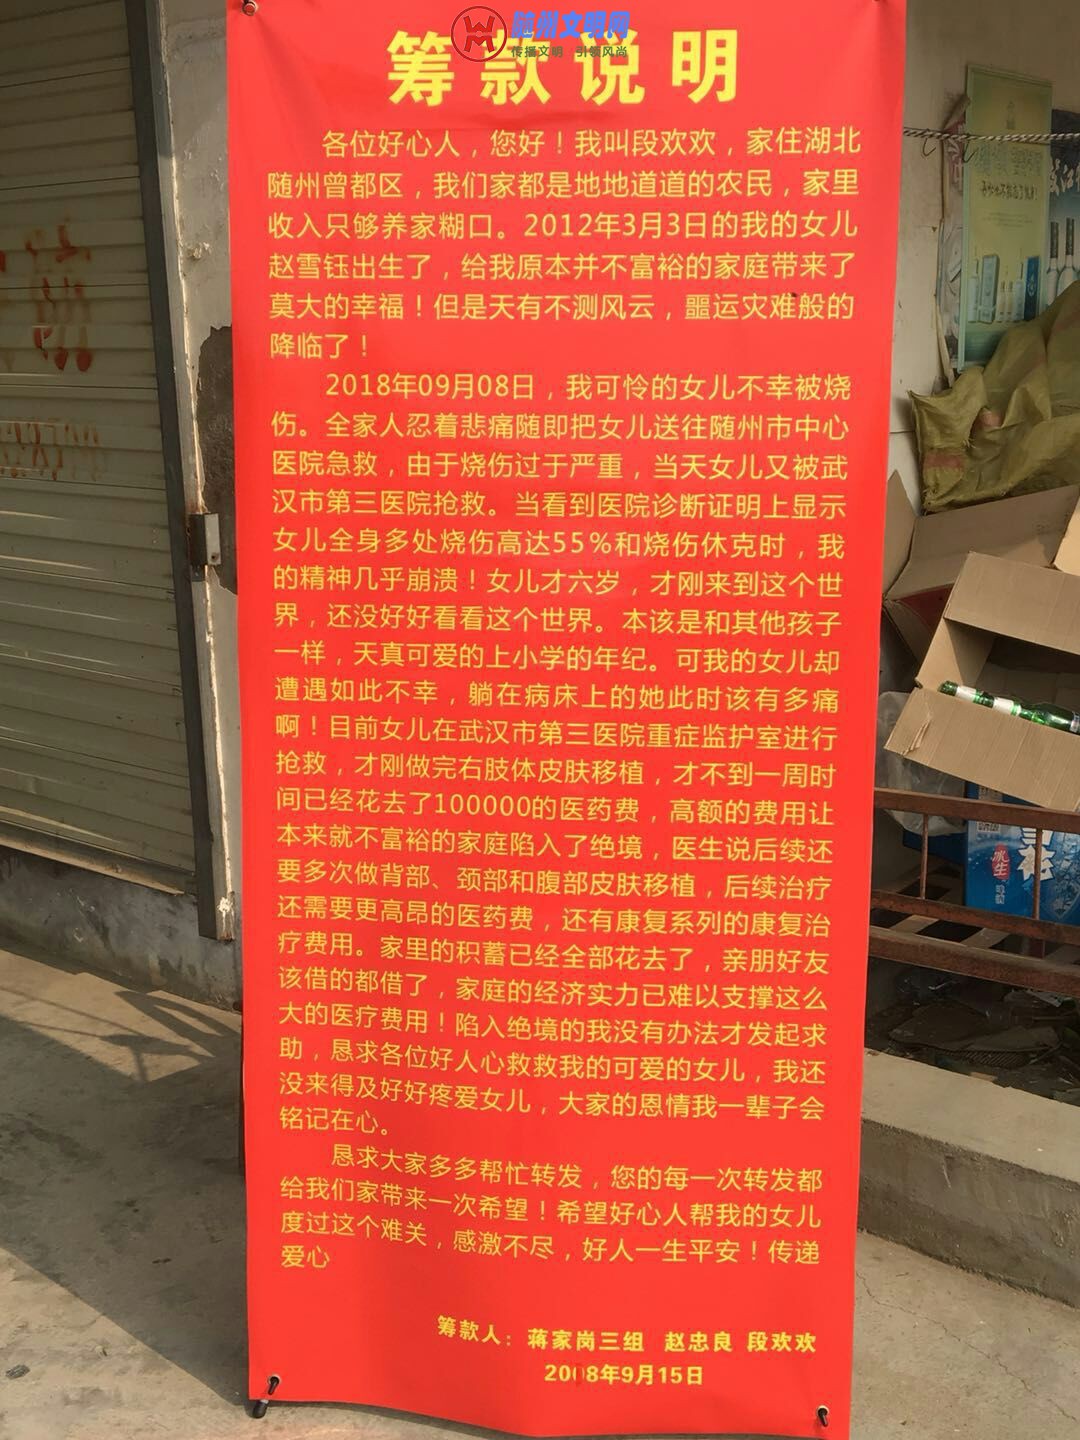 随州文明网
传播文明 引领风尚
筹款说明
各位好心人，您好！我叫段欢欢，家住湖北
随州曾都区，我们家都是地地道道的农民，家里
收入只够养家糊口。2012年3月3日的我的女儿
赵雪钰出生了，给我原本并不富裕的家庭带来了
莫大的幸福！但是天有不测风云，噩运灾难般的
降临了！
2018年09月08日，我可怜的女儿不幸被烧
伤。全家人忍着悲痛随即把女儿送往随州市中心
医院急救，由于烧伤过于严重，当天女儿又被武
汉市第三医院抢救。当看到医院诊断证明上显示
女儿全身多处烧伤高达55%和烧伤休克时，我
的精神几乎崩溃！女儿才六岁，才刚来到这个世
界，还没好好看看这个世界。本该是和其他孩子
一样，天真可爱的上小学的年纪。可我的女儿却
遭遇如此不幸，躺在病床上的她此时该有多痛
啊！目前女儿在武汉市第三医院重症监护室进行
抢救，才刚做完右肢体皮肤移植，才不到一周时
间已经花去了100000的医药费，高额的费用让
本来就不富裕的家庭陷入了绝境，医生说后续还
要多次做背部、颈部和腹部皮肤移植，后续治疗
还需要更高昂的医药费，还有康复系列的康复治
疗费用。家里的积蓄已经全部花去了，亲朋好友
该借的都借了，家庭的经济实力已难以支撑这么
大的医疗费用！陷入绝境的我没有办法才发起求
助，恳求各位好人心救救我的可爱的女儿，我还
没来得及好好疼爱女儿，大家的恩情我一辈子会
铭记在心。
恳求大家多多帮忙转发，您的每一次转发都
给我们家带来一次希望！希望好心人帮我的女儿
度过这个难关，感激不尽，好人一生平安！传递
爱心
筹款人：蒋家岗三组 赵忠良 段欢欢
2008年9月15日
冰生